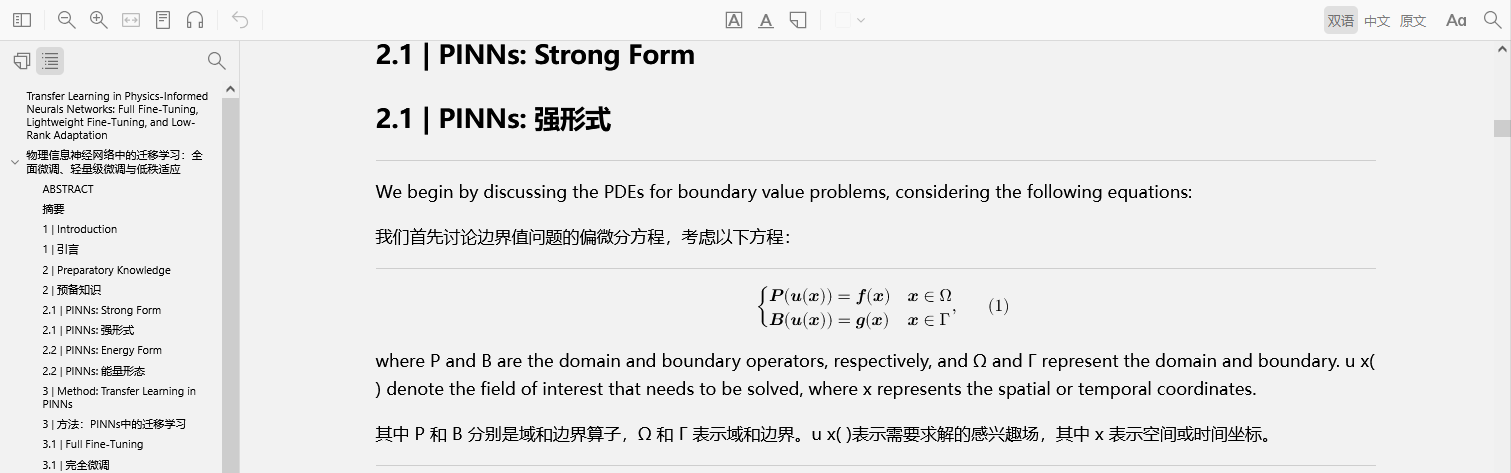 双语 中文 原文 Aα
Transfer Learning in Physics-Informed
Neurals Networks: Full Fine-Tuning,
Lightweight Fine-Tuning, and Low-
Rank Adaptation
物理信息神经网络中的迁移学习：全
面微调、轻量级微调与低秩适应
ABSTRACT
摘要
1 | Introduction
1 | 引言
2 | Preparatory Knowledge
2 | 预备知识
2.1 | PINNs: Strong Form
2.1 | PINNs: 强形式
2.2 | PINNs: Energy Form
2.2 | PINNs: 能量形态
3 | Method: Transfer Learning in
PINNs
3 | 方法：PINNs中的迁移学习
3.1 | Full Fine-Tuning
3.1 | 完全微调
2.1 | PINNs: Strong Form
2.1 | PINNs: 强形式
We begin by discussing the PDEs for boundary value problems, considering the following equations:
我们首先讨论边界值问题的偏微分方程，考虑以下方程：
{P(u(x)) = f(x) x ∈ Ω
B(u(x)) = g(x) x ∈ Γ, (1)
where P and B are the domain and boundary operators, respectively, and Ω and Γ represent the domain and boundary. u x(
) denote the field of interest that needs to be solved, where x represents the spatial or temporal coordinates.
其中 P 和 B 分别是域和边界算子，Ω 和 Γ 表示域和边界。u x( )表示需要求解的感兴趣场，其中 x 表示空间或时间坐标。